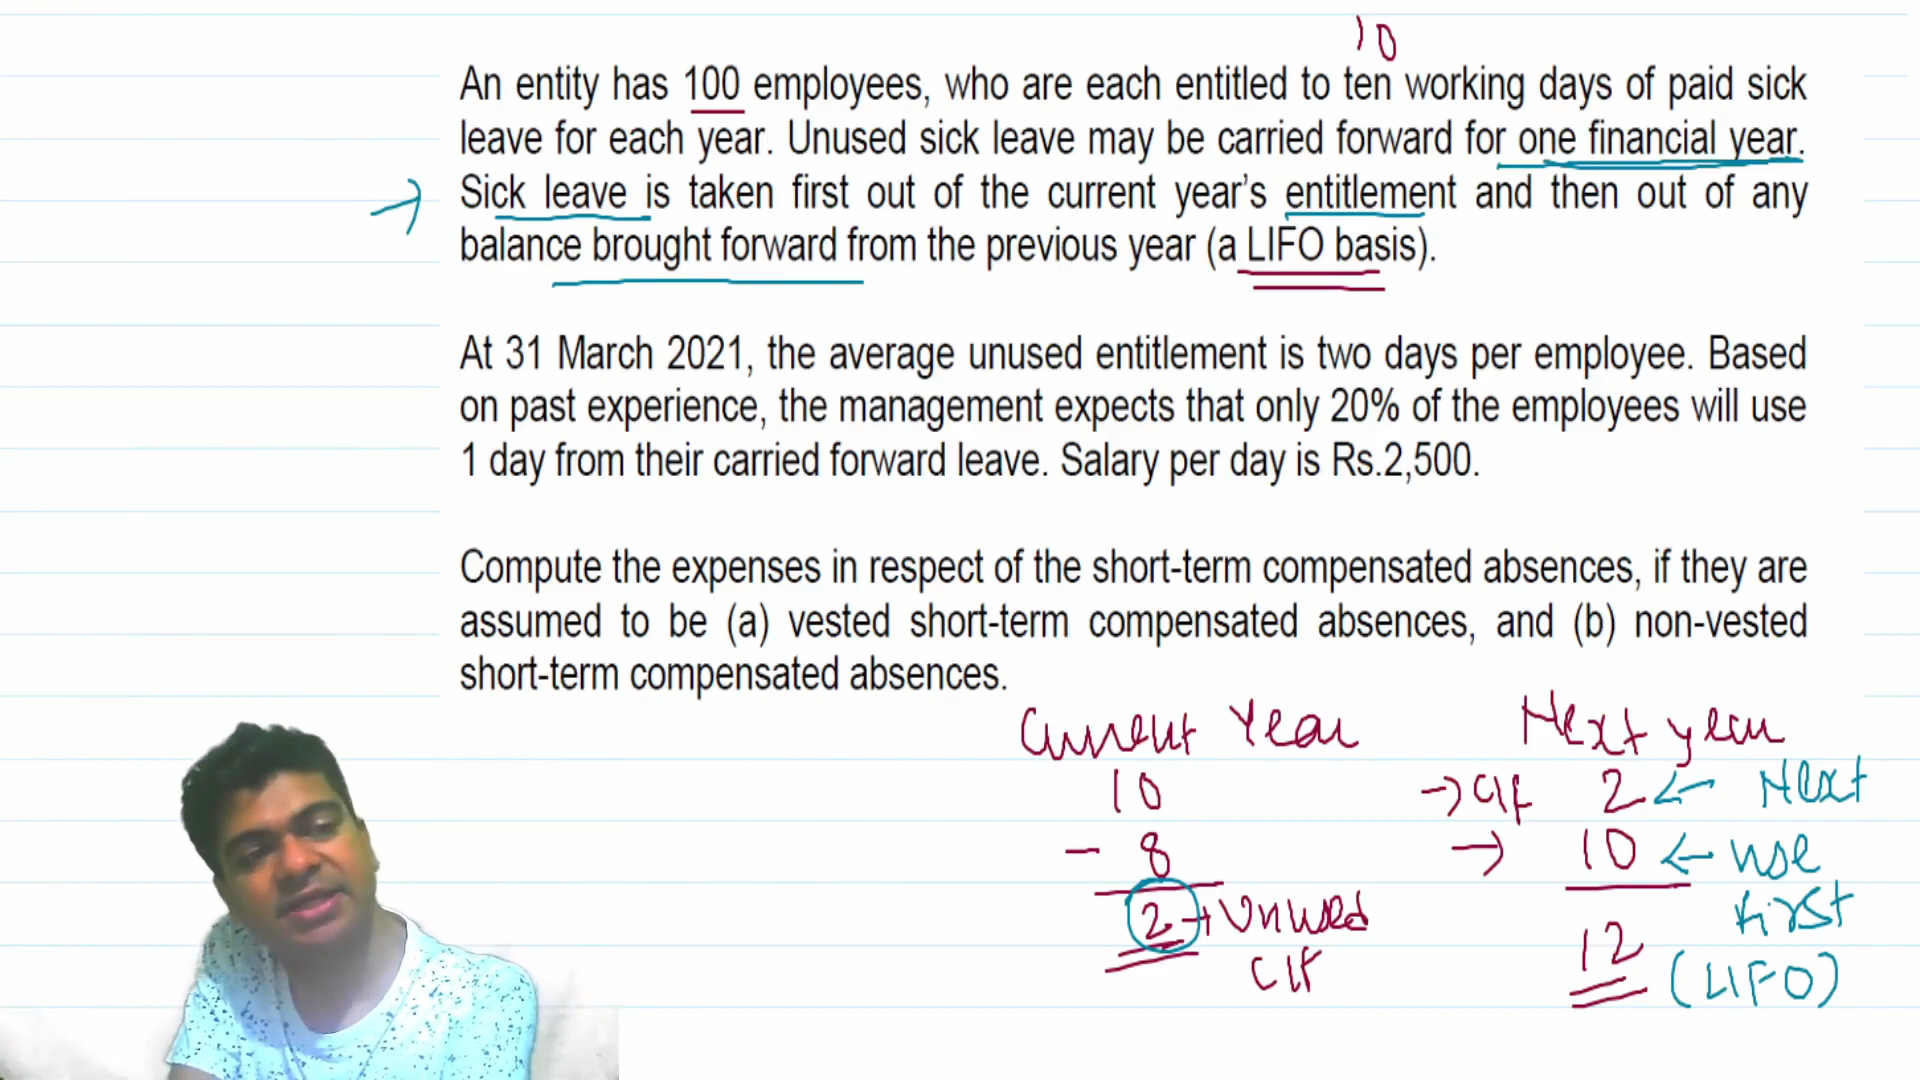 10
An entity has 100 employees, who are each entitled to ten working days of paid sick
leave for each year. Unused sick leave may be carried forward for one financial year.
Sick leave is taken first out of the current year's entitlement and then out of any
balance brought forward from the previous year (a LIFO basis).
At 31 March 2021, the average unused entitlement is two days per employee. Based
on past experience, the management expects that only 20% of the employees will use
1 day from their carried forward leave. Salary per day is Rs.2,500.
Compute the expenses in respect of the short-term compensated absences, if they are
assumed to be (a) vested short-term compensated absences, and (b) non-vested
short-term compensated absences.
Current Year
10
- 8
2 → Unused
C/f
Next year
→ C/f 2 ← Next
→ 10 ← use
first
12 (LIFO)